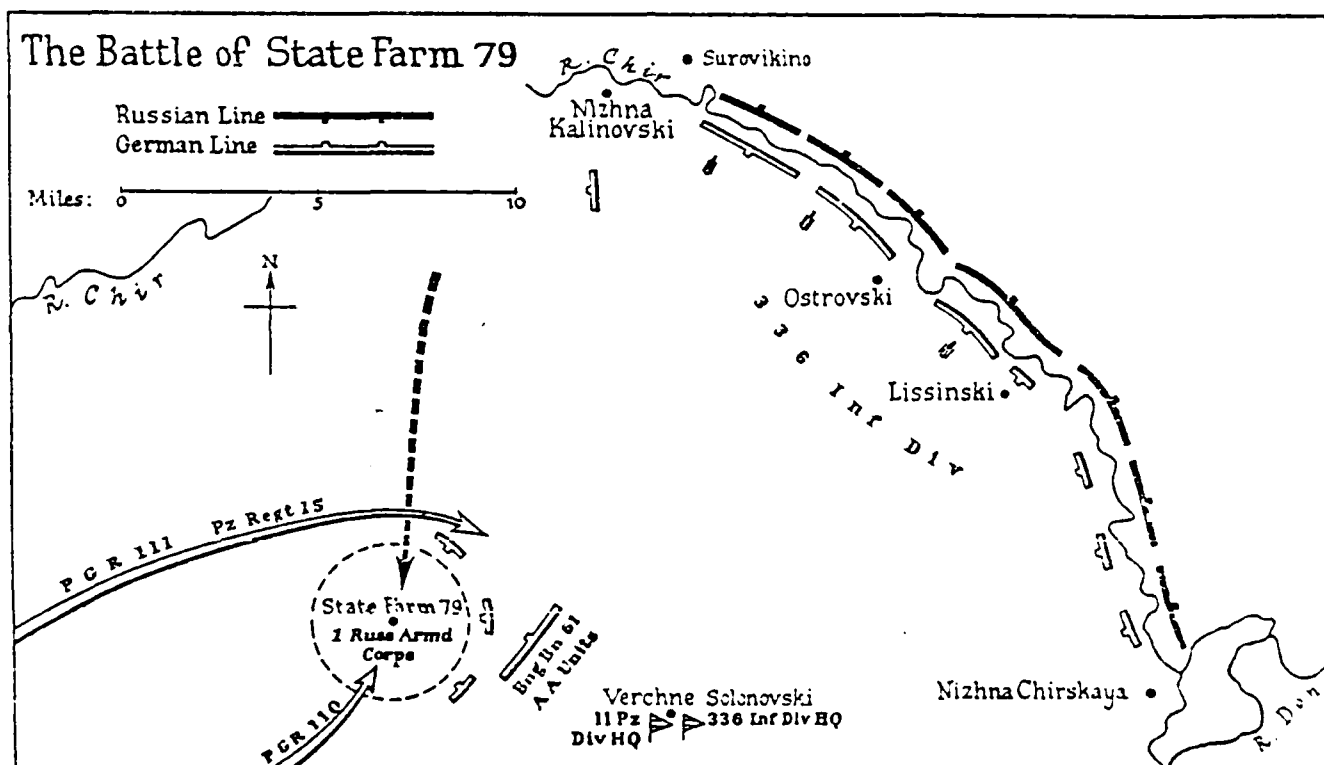 The Battle of State Farm 79
Russian Line
German Line
Miles: 0 5 10
R. Chir
Surovikino
Nizhna
Kalinovski
R. Chir
N
Ostrovski
336 Inf Div
Lissinski
PGR 111 Pz Regt 15
State Farm 79
1 Russ Armd
Corps
Eng Bn 61
AA Units
PGR 110
Verchne Solonovski
11 Pz
Div HQ
336 Inf Div HQ
Nizhna Chirskaya
R. Don